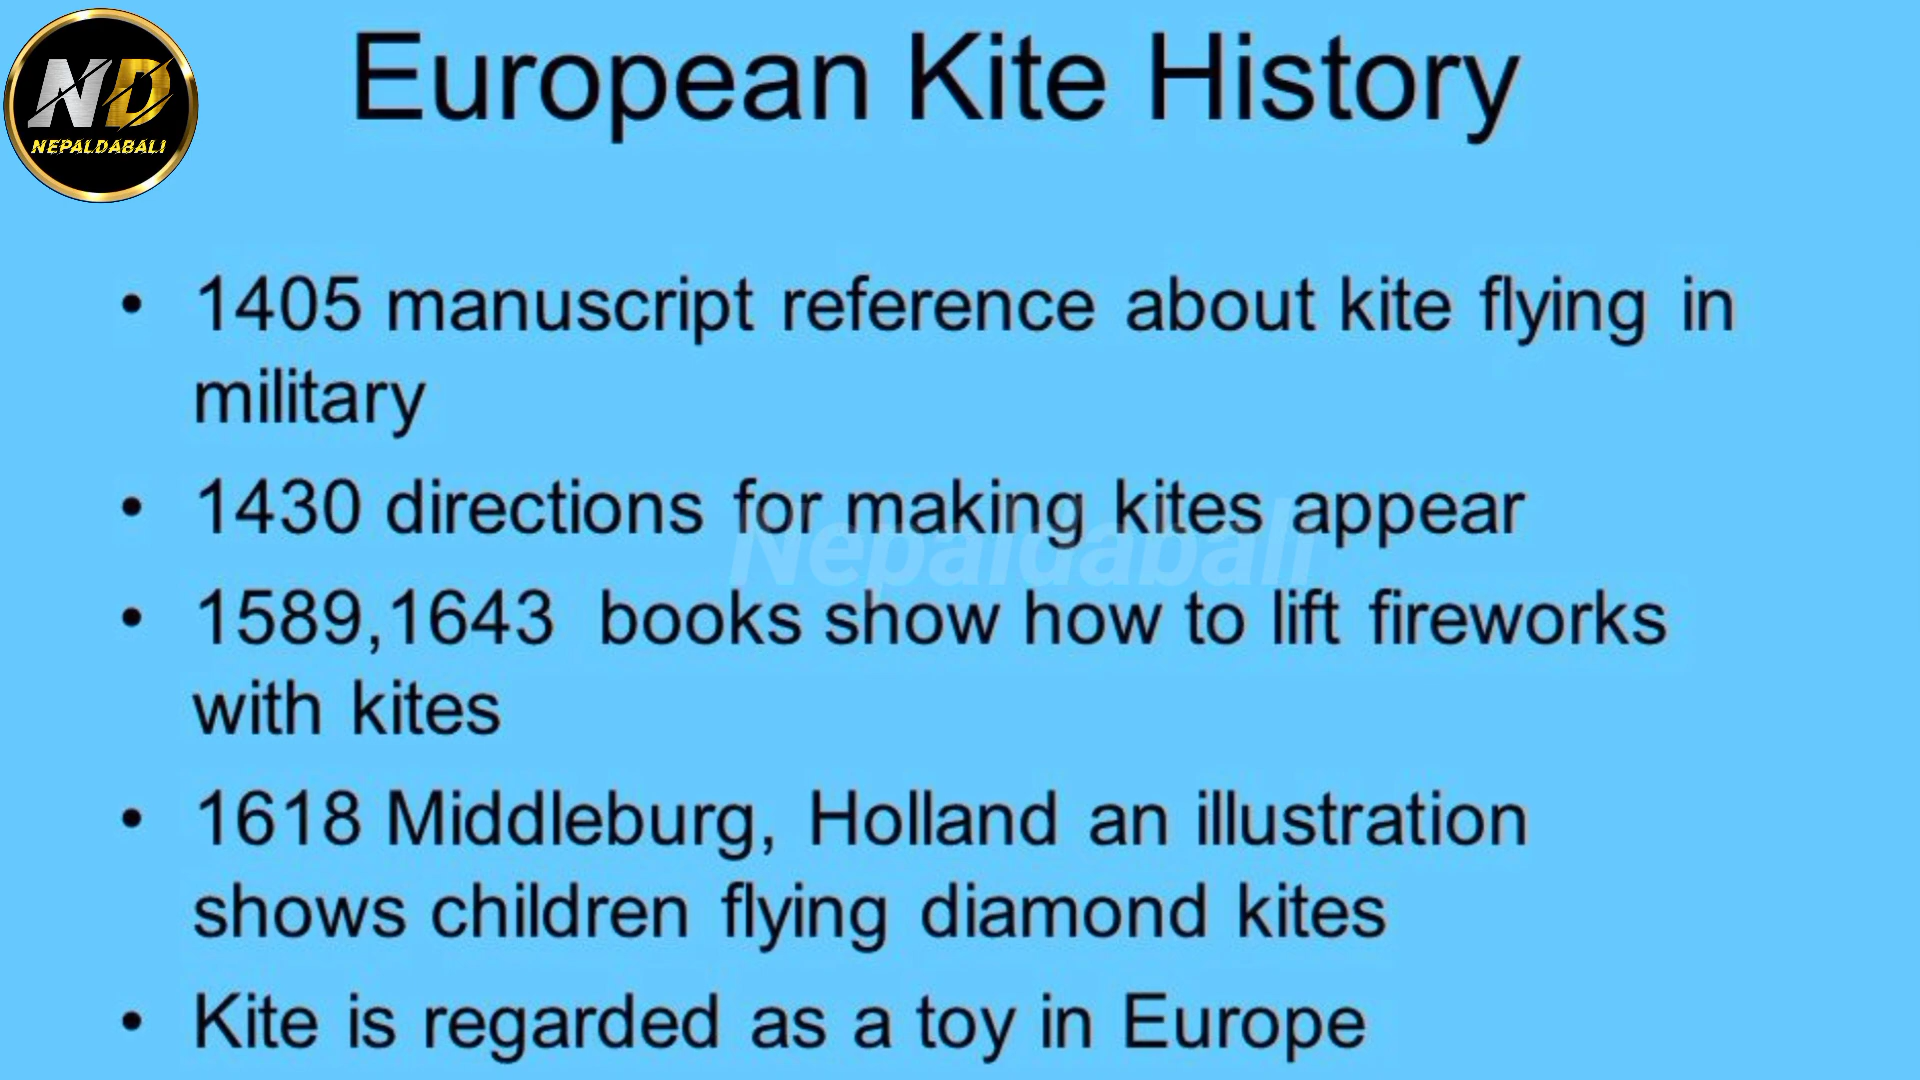 ND
NEPALDABALI
European Kite History
• 1405 manuscript reference about kite flying in
military
• 1430 directions for making kites appear
Nepaldabali
• 1589,1643 books show how to lift fireworks
with kites
• 1618 Middleburg, Holland an illustration
shows children flying diamond kites
• Kite is regarded as a toy in Europe